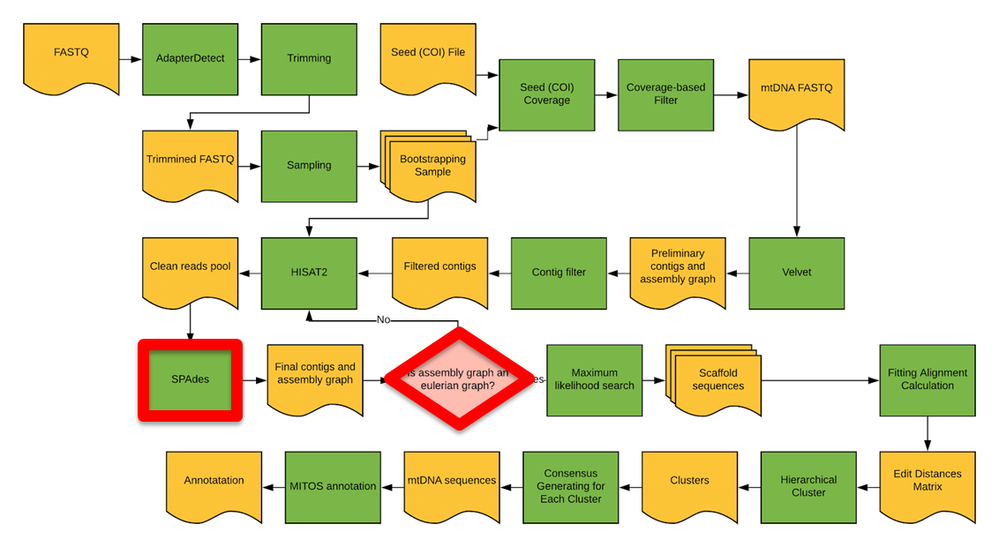 FASTQ
AdapterDetect
Trimming
Seed (COI) File
Seed (COI)
Coverage
Coverage-based
Filter
mtDNA FASTQ
Trimmined FASTQ
Sampling
Bootstrapping
Sample
Clean reads pool
HISAT2
Filtered contigs
Contig filter
Preliminary
contigs and
assembly graph
Velvet
No
SPAdes
Final contigs and
assembly graph
is assembly graph an
eulerian graph?
Maximum
likelihood search
Scaffold
sequences
Fitting Alignment
Calculation
Annotatation
MITOS annotation
mtDNA sequences
Consensus
Generating for
Each Cluster
Clusters
Hierarchical
Cluster
Edit Distances
Matrix